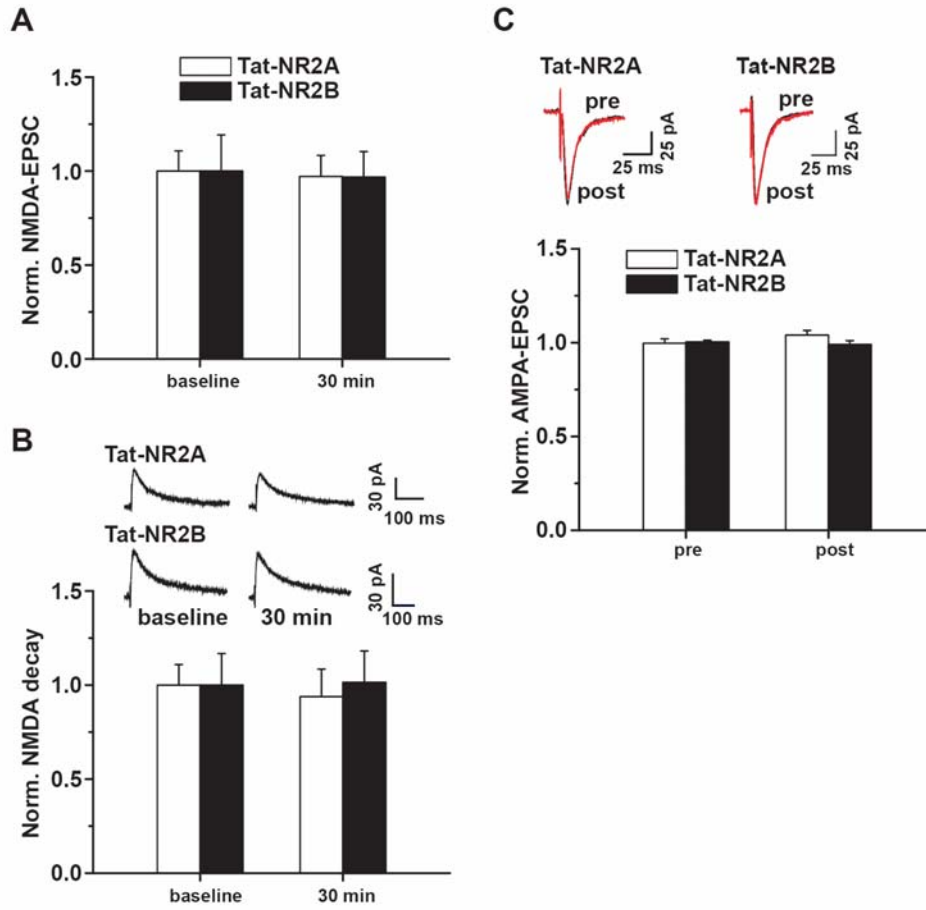 A
Tat-NR2A
Tat-NR2B
Norm. NMDA-EPSC
1.5
1.0
0.5
0.0
baseline
30 min
B
Tat-NR2A
30 pA
100 ms
Tat-NR2B
30 pA
100 ms
baseline
30 min
Norm. NMDA decay
1.5
1.0
0.5
0.0
baseline
30 min
C
Tat-NR2A
Tat-NR2B
pre
pre
25 pA
25 pA
25 ms
25 ms
post
post
Tat-NR2A
Tat-NR2B
Norm. AMPA-EPSC
1.5
1.0
0.5
0.0
pre
post